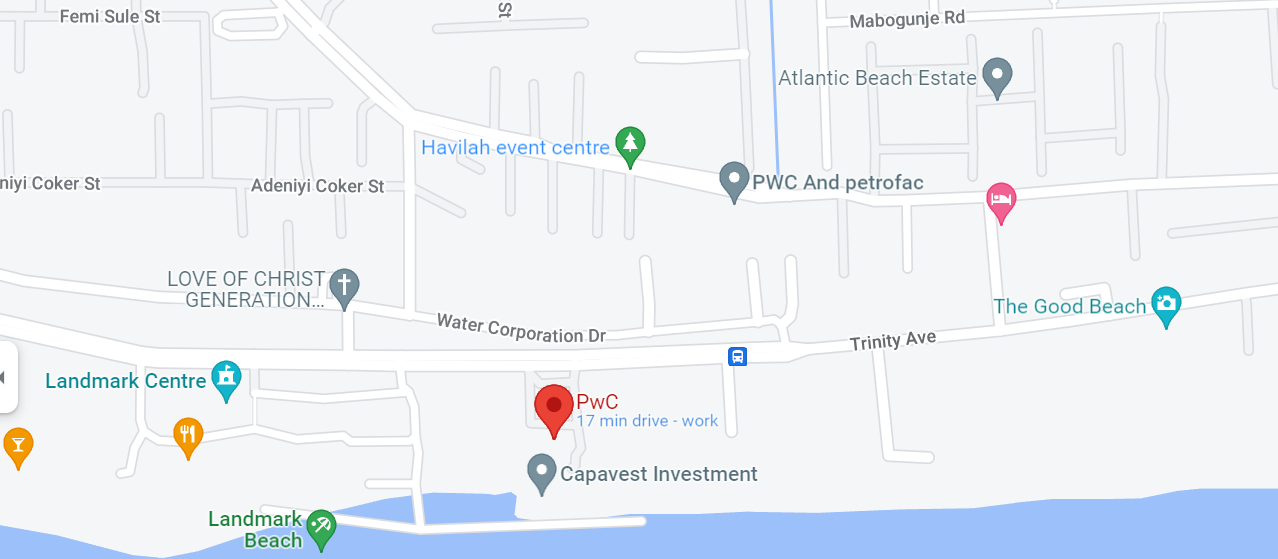 Femi Sule St
St
Mabogunje Rd
Atlantic Beach Estate
Havilah event centre
PWC And petrofac
niyi Coker St
Adeniyi Coker St
LOVE OF CHRIST
GENERATION...
Water Corporation Dr
The Good Beach
Trinity Ave
Landmark Centre
PwC
17 min drive - work
Capavest Investment
Landmark
Beach